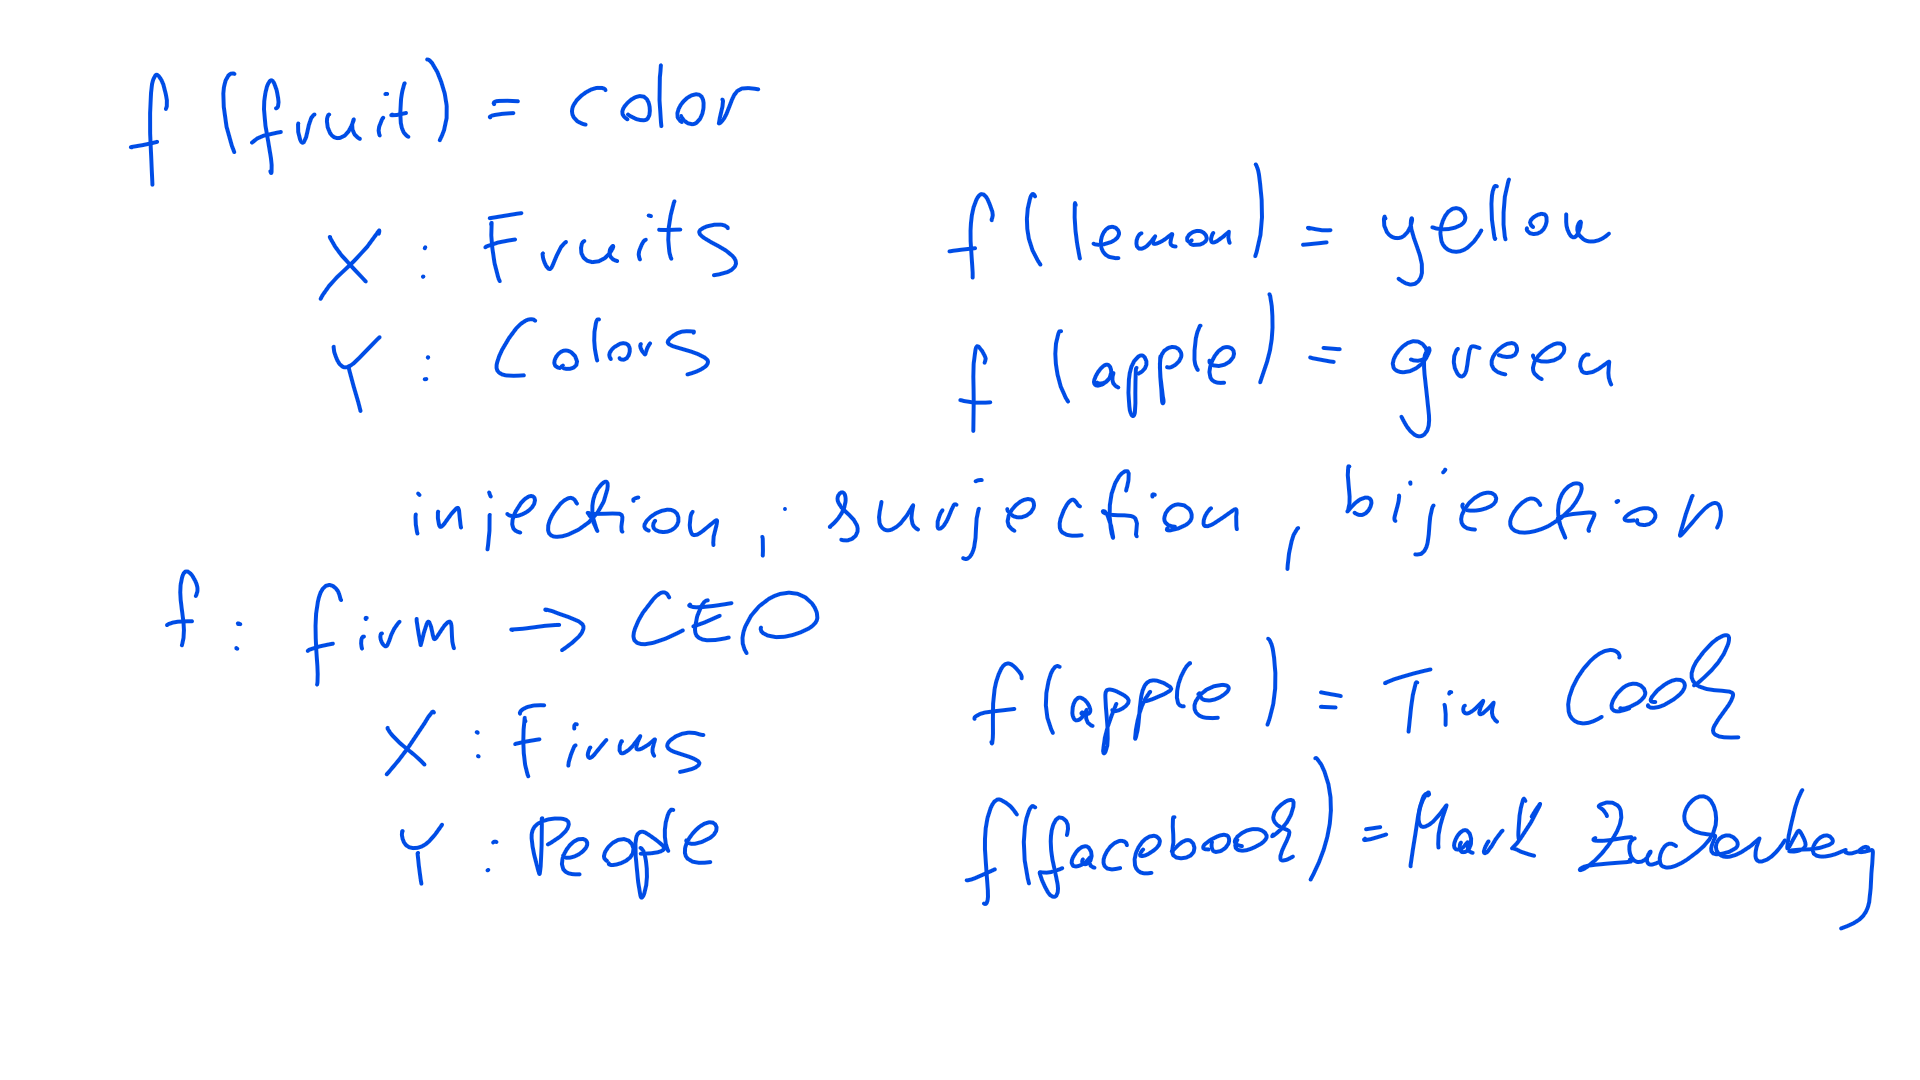 f (fruit) = color
X : Fruits
f(lemon) = yellow
Y : Colors
f (apple) = green
injection, surjection, bijection
f : firm → CEO
f(apple) = Tim Cook
X : Firms
f(facebook) = Mark Zuckerberg
Y : People